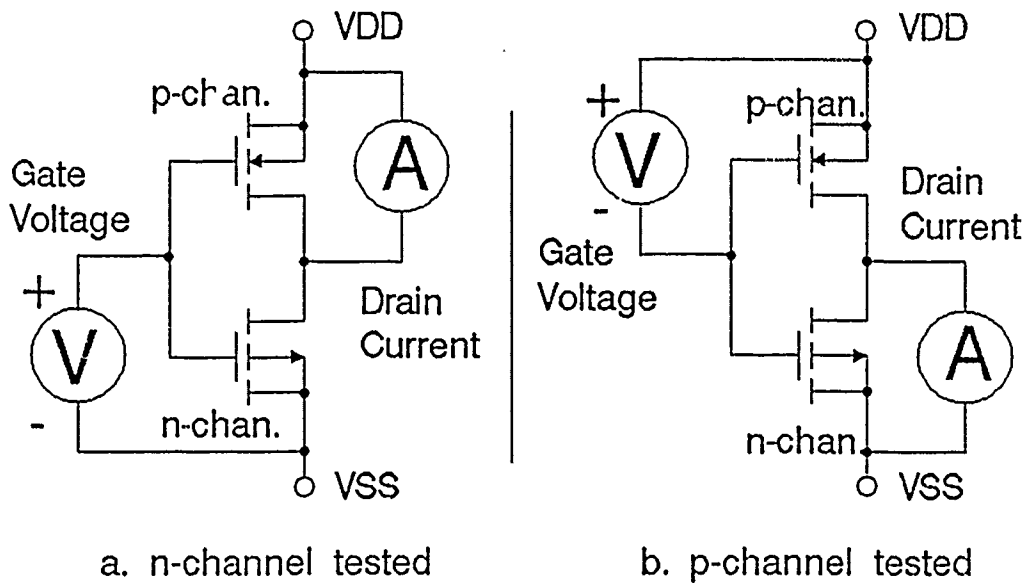 VDD
p-chan.
A
Gate
Voltage
+
V
-
Drain
Current
n-chan.
VSS
a. n-channel tested
VDD
+
p-chan.
V
-
Drain
Current
Gate
Voltage
A
n-chan.
VSS
b. p-channel tested